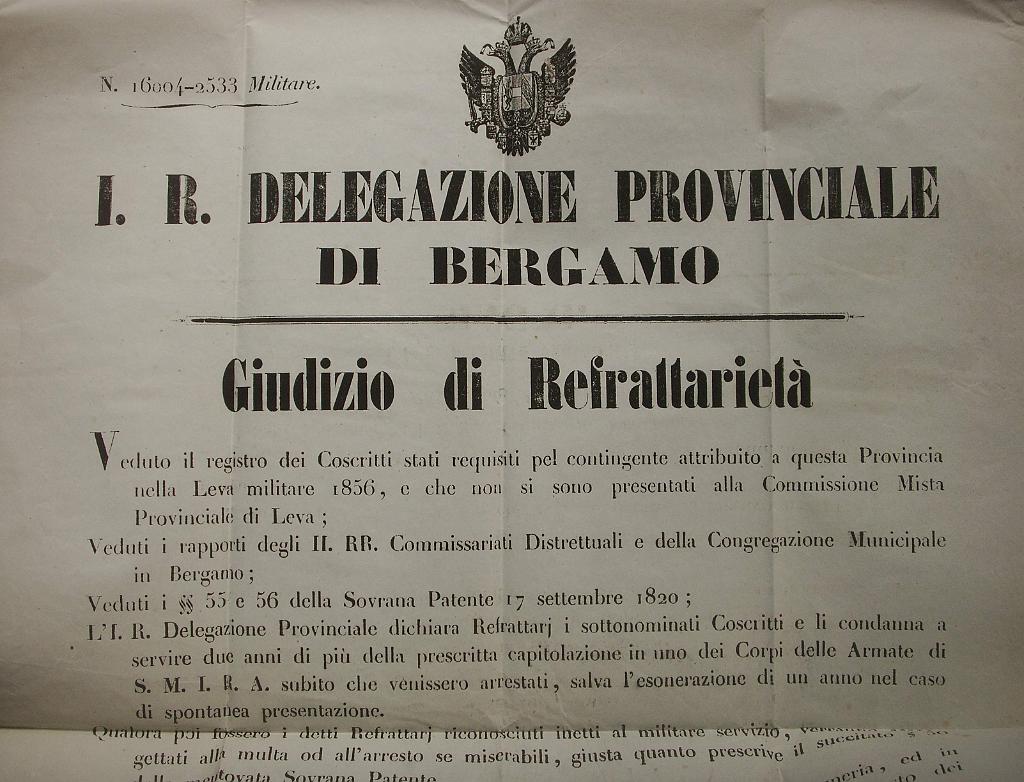 N. 16004-2533 Militare.
I. R. DELEGAZIONE PROVINCIALE
DI BERGAMO
Giudizio di Refrattarietà
Veduto il registro dei Coscritti stati requisiti pel contingente attribuito a questa Provincia
nella Leva militare 1856, e che non si sono presentati alla Commissione Mista
Provinciale di Leva;
Veduti i rapporti degli II. RR. Commissariati Distrettuali e della Congregazione Municipale
in Bergamo;
Veduti i §§ 55 e 56 della Sovrana Patente 17 settembre 1820;
L'I. R. Delegazione Provinciale dichiara Refrattarj i sottonominati Coscritti e li condanna a
servire due anni di più della prescritta capitolazione in uno dei Corpi delle Armate di
S. M. I. R. A. subito che venissero arrestati, salva l'esonerazione di un anno nel caso
di spontanea presentazione.
Qualora poi fossero i detti Refrattarj riconosciuti inetti al militare servizio,
gettati alla multa od all'arresto se miserabili, giusta quanto prescrive il succitato §
Sovrana Patente
ed in
dei